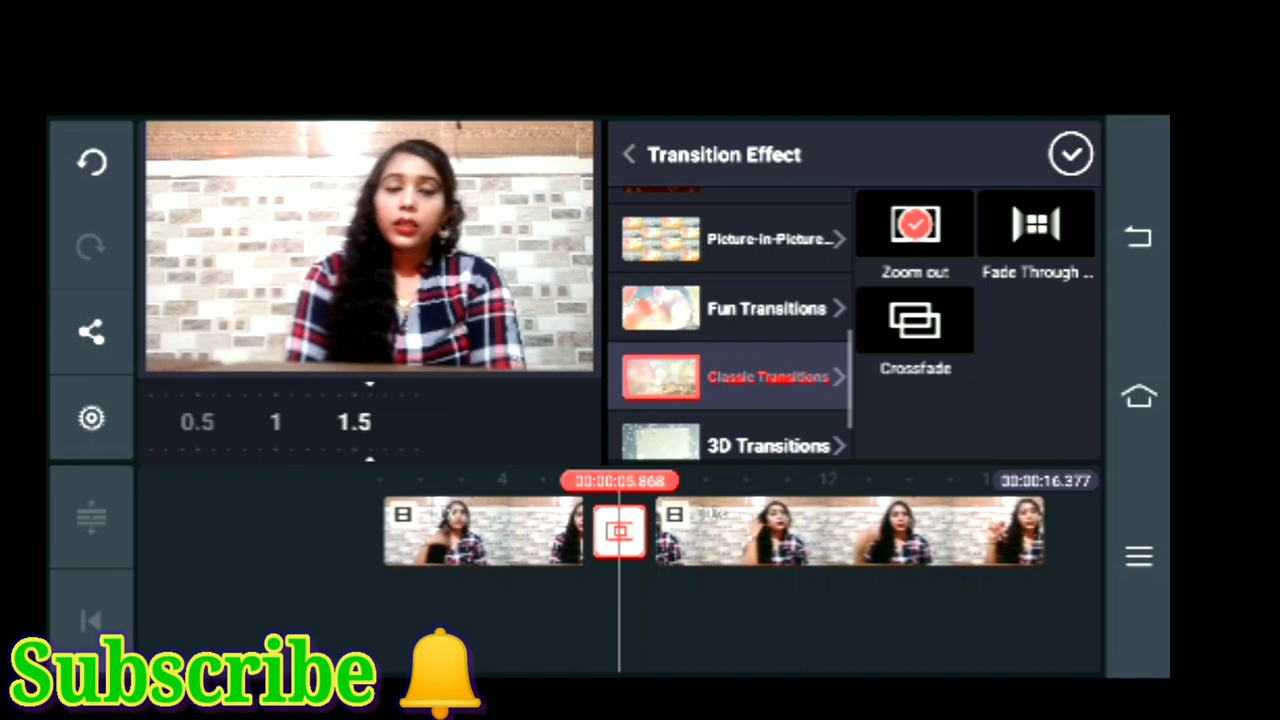 Transition Effect
Picture-in-Picture...
Zoom out
Fade Through ...
Fun Transitions
Classic Transitions
Crossfade
3D Transitions
0.5
1
1.5
4
00:00:05.868
12
00:00:16.377
Subscribe